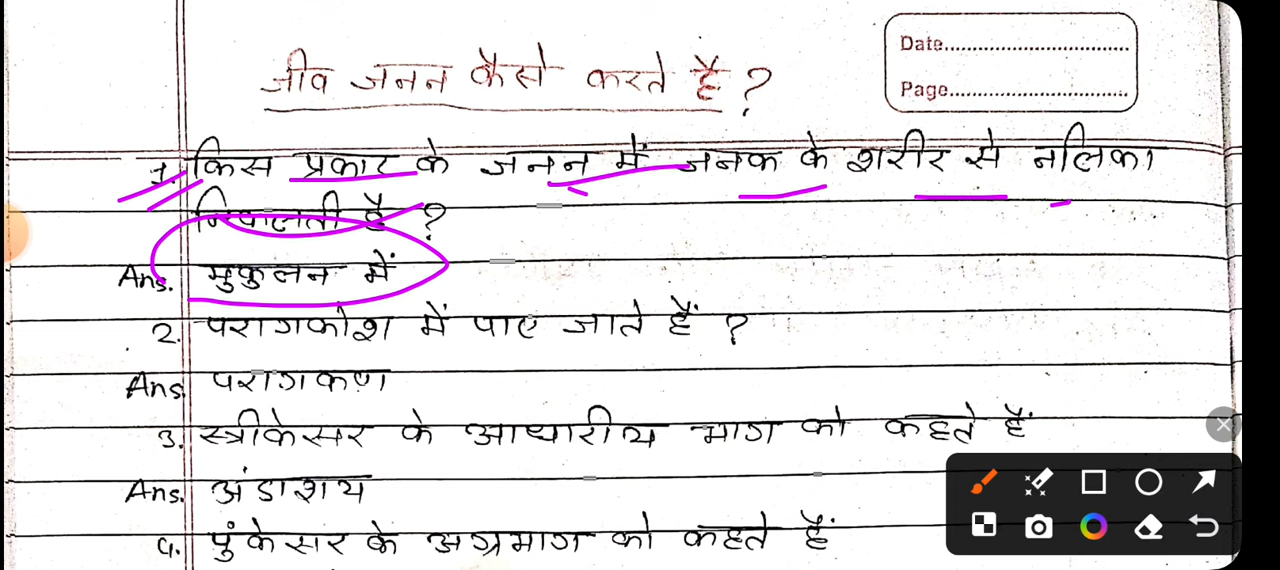 Date..............................
Page..............................
जीव जनन कैसे करते है ?
1. किस प्रकार के जनन में जनक के शरीर से नलिका
निकालती है ?
Ans. मुकुलन में
2. परागकोश में पाए जाते हैं ?
Ans. परागकण
3. स्त्रीकेसर के आधारीय भाग को कहते हैं
Ans. अंडाशय
4. पुंकेसर के अग्रभाग को कहते हैं